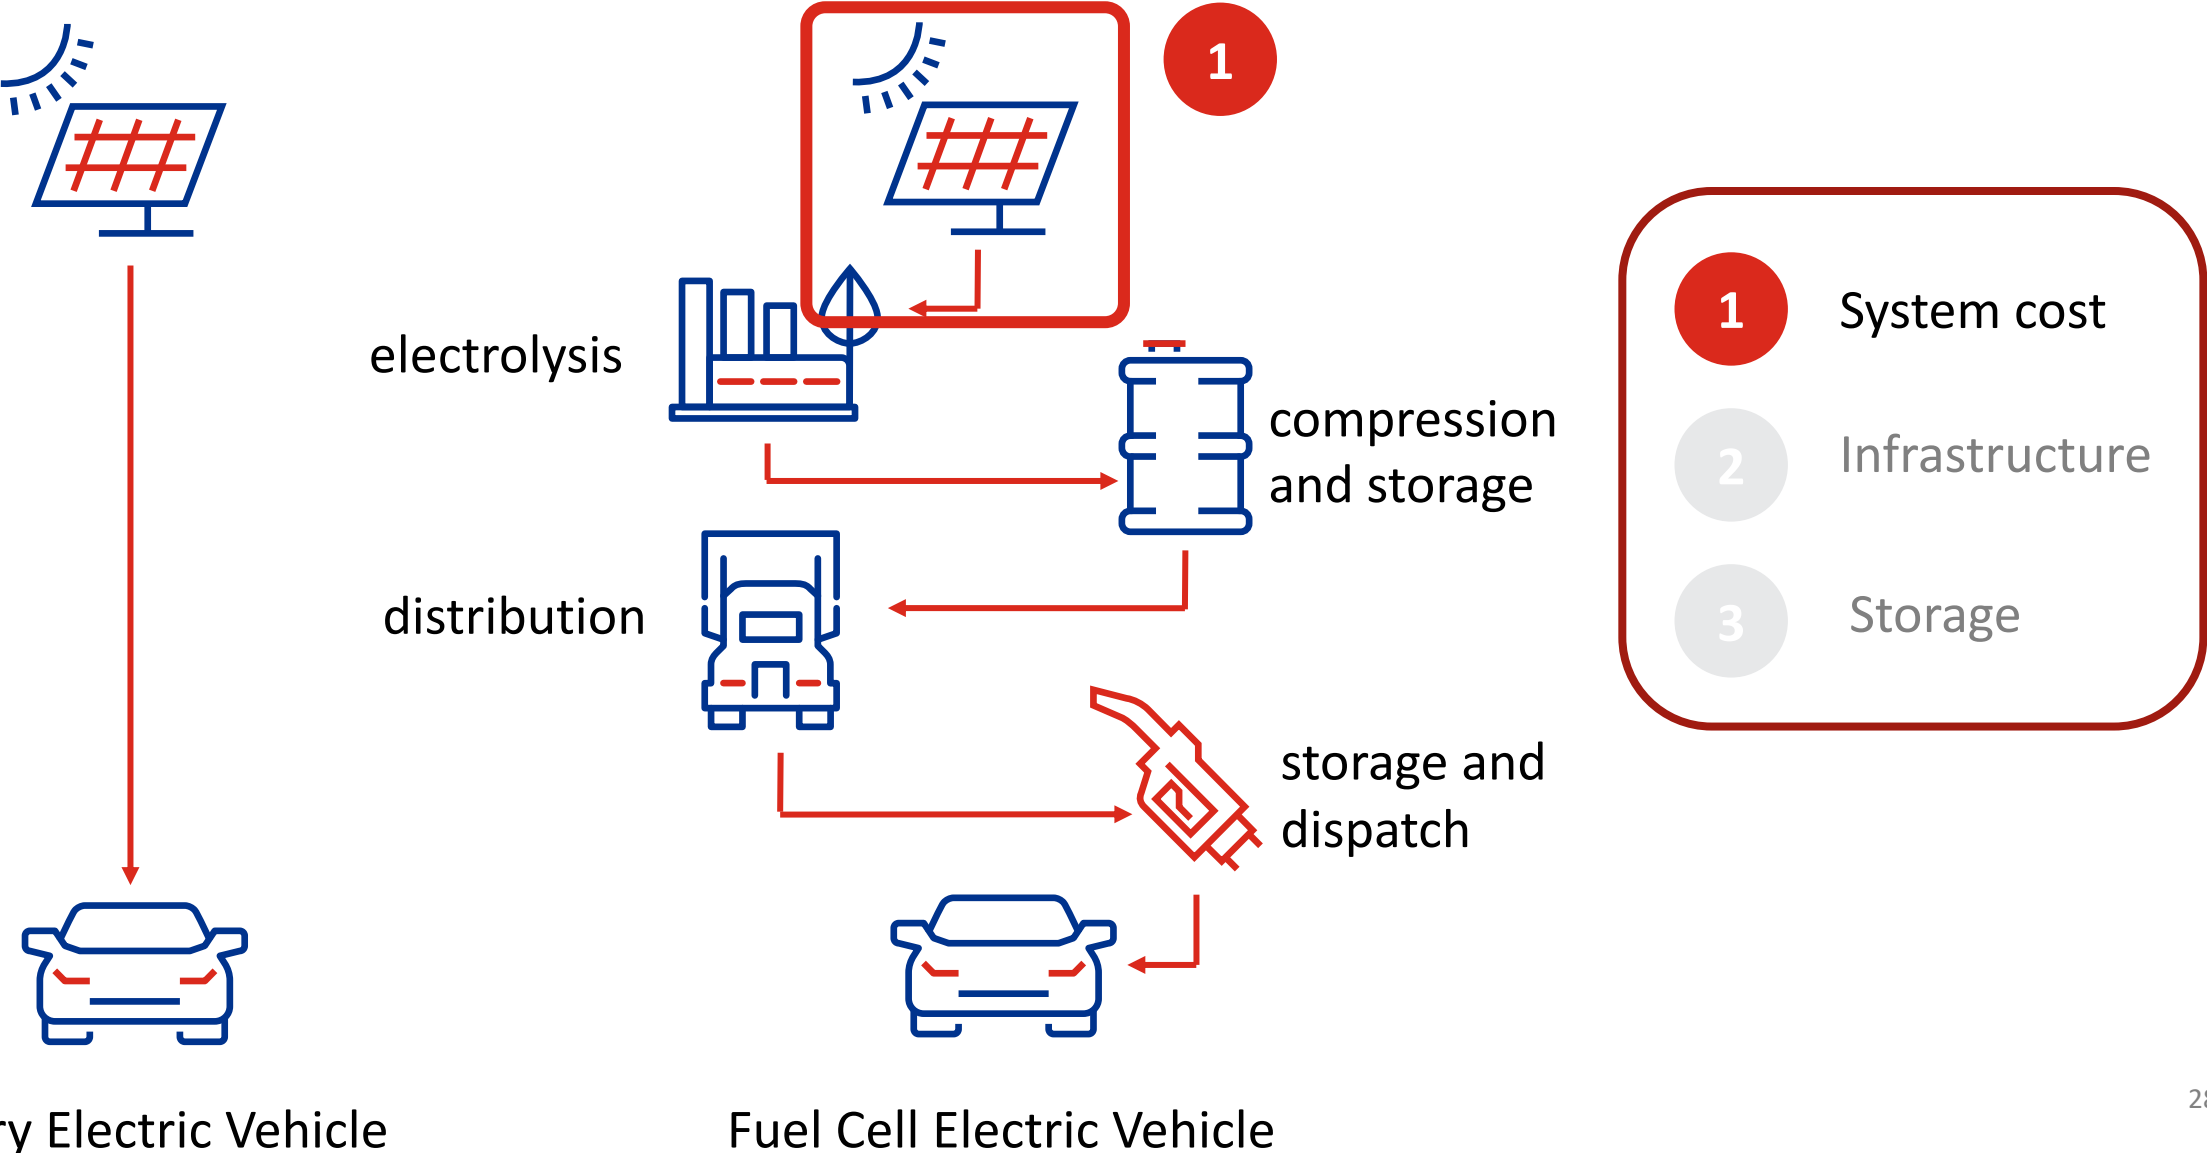 1
electrolysis
compression
and storage
distribution
storage and
dispatch
1 System cost
2 Infrastructure
3 Storage
Electric Vehicle
Fuel Cell Electric Vehicle